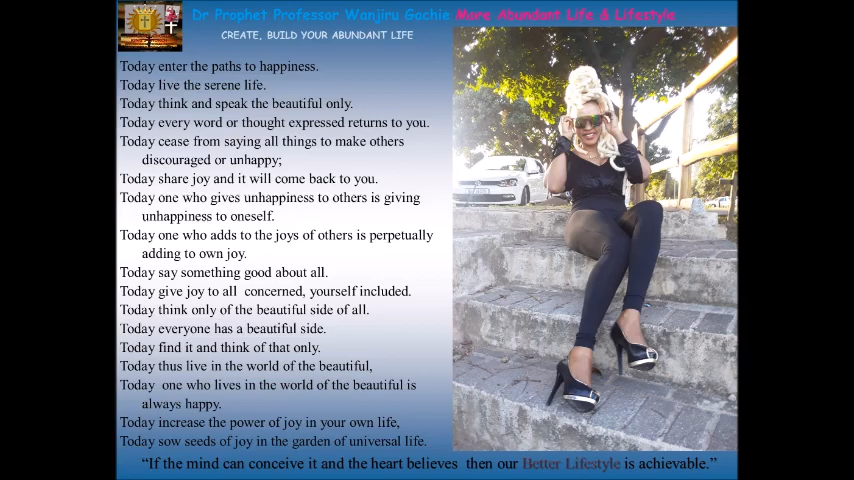 Dr Prophet Professor Wanjiru Gachie More Abundant Life & Lifestyle
CREATE, BUILD YOUR ABUNDANT LIFE
Today enter the paths to happiness.
Today live the serene life.
Today think and speak the beautiful only.
Today every word or thought expressed returns to you.
Today cease from saying all things to make others
discouraged or unhappy;
Today share joy and it will come back to you.
Today one who gives unhappiness to others is giving
unhappiness to oneself.
Today one who adds to the joys of others is perpetually
adding to own joy.
Today say something good about all.
Today give joy to all concerned, yourself included.
Today think only of the beautiful side of all.
Today everyone has a beautiful side.
Today find it and think of that only.
Today thus live in the world of the beautiful,
Today one who lives in the world of the beautiful is
always happy.
Today increase the power of joy in your own life,
Today sow seeds of joy in the garden of universal life.
“If the mind can conceive it and the heart believes then our Better Lifestyle is achievable.”